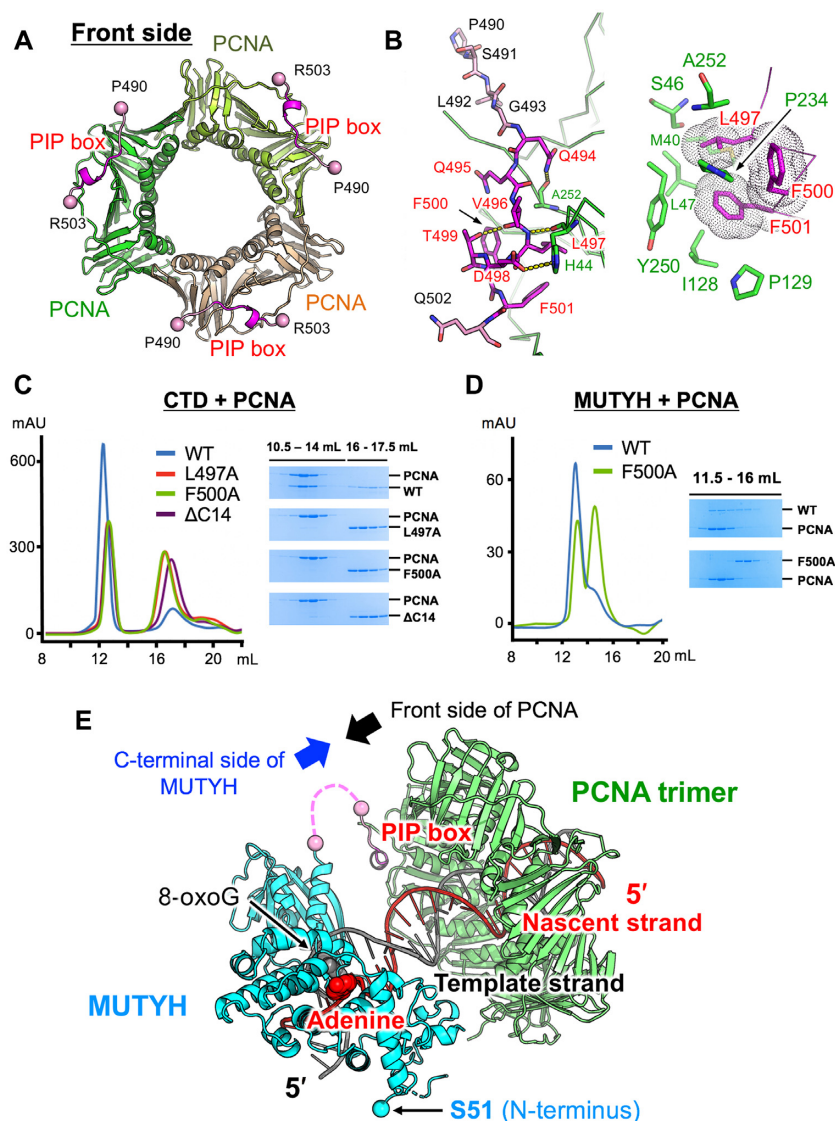 A
Front side
PCNA
P490
R503
PIP box
PIP box
P490
R503
PCNA
PCNA
P490
R503
PIP box
B
P490
S491
L492
G493
Q494
Q495
A252
F500
V496
T499
L497
D498
H44
Q502
F501
A252
S46
P234
L497
M40
L47
F500
F501
Y250
I128
P129
C
CTD + PCNA
mAU
600
300
0
8
12
16
20
mL
WT
L497A
F500A
ΔC14
10.5 – 14 mL
16 - 17.5 mL
PCNA
WT
PCNA
L497A
PCNA
F500A
PCNA
ΔC14
D
MUTYH + PCNA
mAU
60
30
0
8
12
16
20
mL
WT
F500A
11.5 - 16 mL
WT
PCNA
F500A
PCNA
E
Front side of PCNA
C-terminal side of
MUTYH
PCNA trimer
PIP box
8-oxoG
5′
Nascent strand
Template strand
MUTYH
Adenine
5′
S51 (N-terminus)